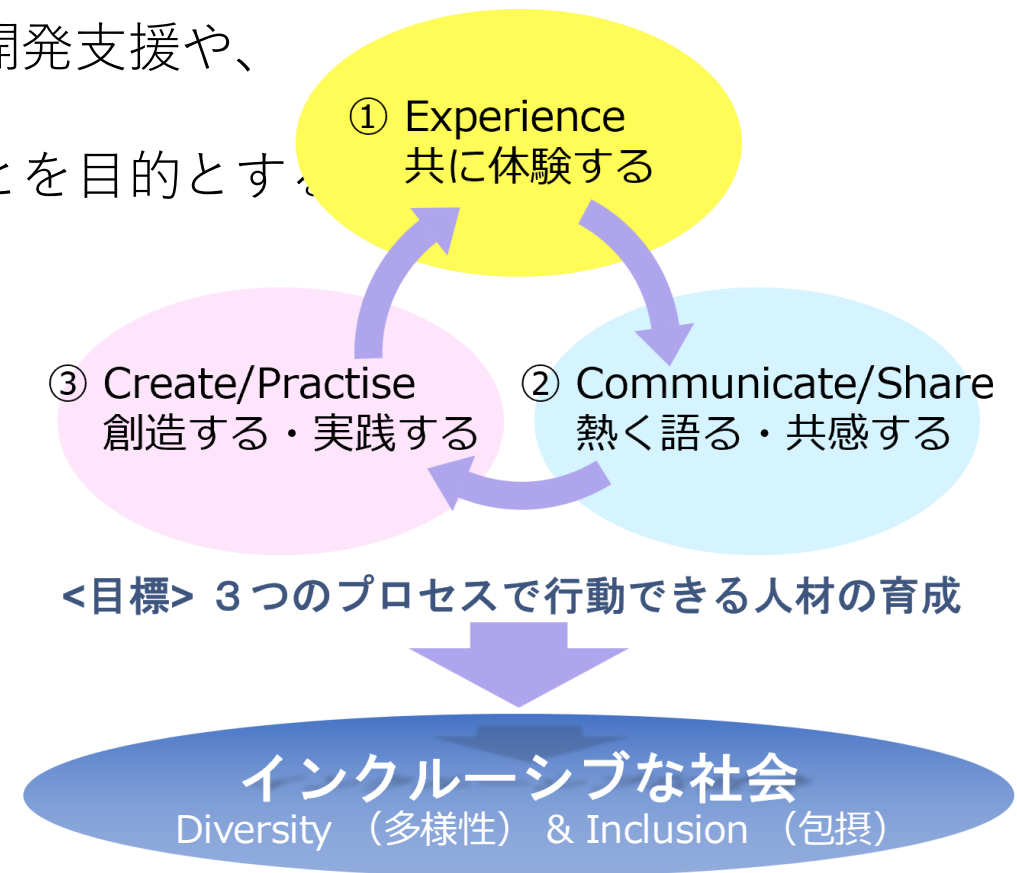 開発支援や、
とを目的とする
① Experience
共に体験する
③ Create/Practise
創造する・実践する
② Communicate/Share
熱く語る・共感する
<目標> ３つのプロセスで行動できる人材の育成
インクルーシブな社会
Diversity （多様性） & Inclusion （包摂）